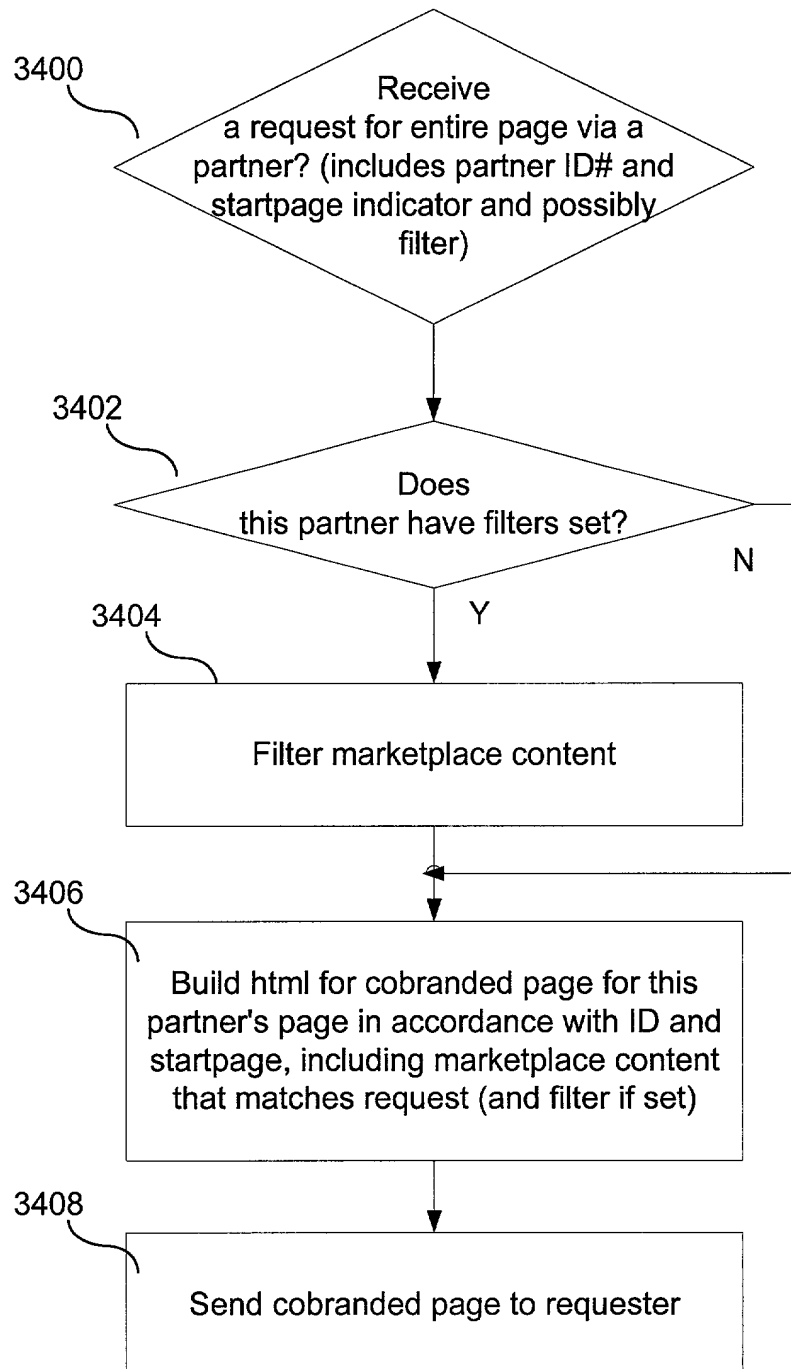 3400
Receive
a request for entire page via a
partner? (includes partner ID# and
startpage indicator and possibly
filter)
3402
Does
this partner have filters set?
N
Y
3404
Filter marketplace content
3406
Build html for cobranded page for this
partner's page in accordance with ID and
startpage, including marketplace content
that matches request (and filter if set)
3408
Send cobranded page to requester